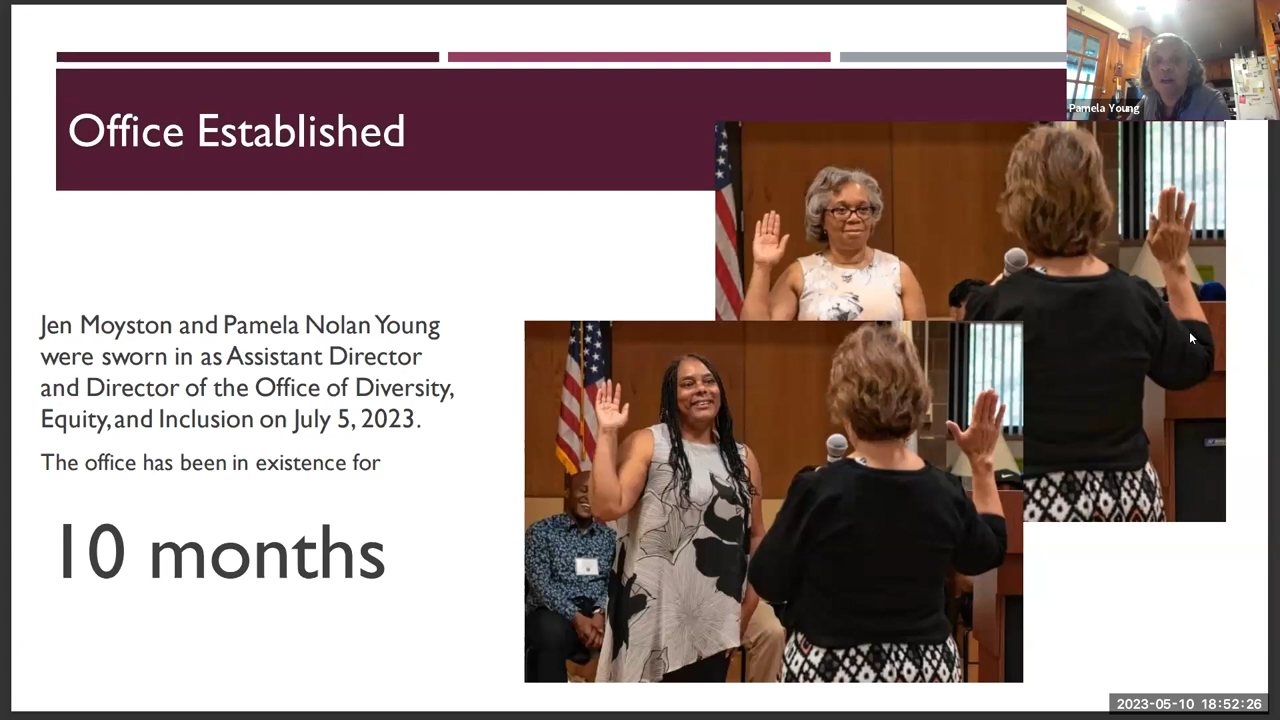 Office Established
Pamela Young
Jen Moyston and Pamela Nolan Young
were sworn in as Assistant Director
and Director of the Office of Diversity,
Equity, and Inclusion on July 5, 2023.
The office has been in existence for
10 months
2023-05-10 18:52:26